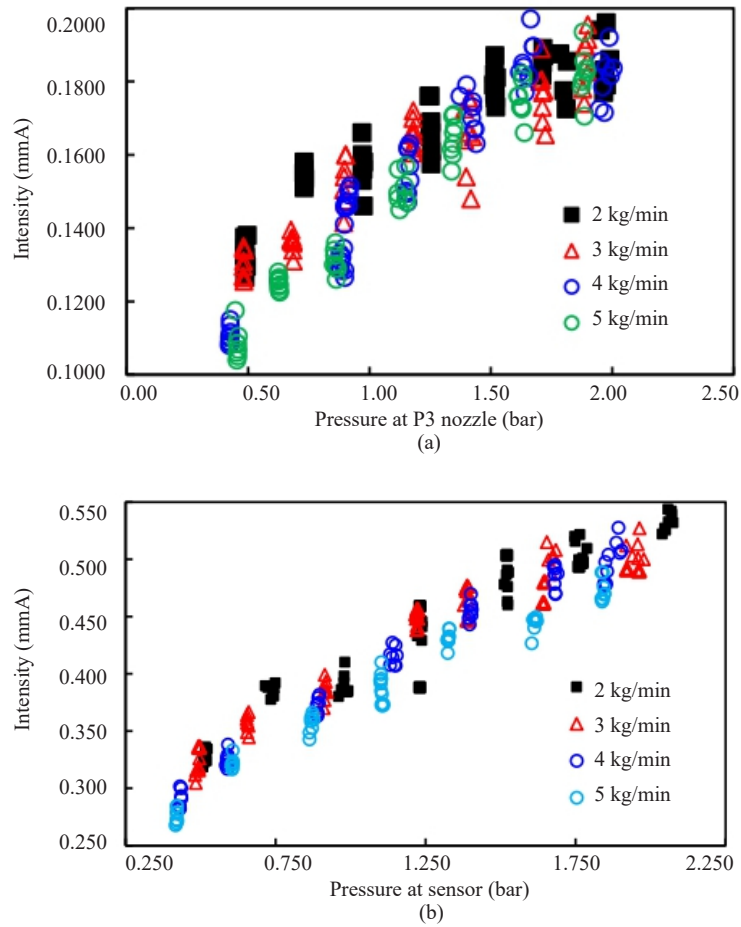 0.2000
0.1800
0.1600
0.1400
0.1200
0.1000
Intensity (mmA)
2 kg/min
3 kg/min
4 kg/min
5 kg/min
0.00 0.50 1.00 1.50 2.00 2.50
Pressure at P3 nozzle (bar)
(a)
0.550
0.500
0.450
0.400
0.350
0.300
0.250
Intensity (mmA)
2 kg/min
3 kg/min
4 kg/min
5 kg/min
0.250 0.750 1.250 1.750 2.250
Pressure at sensor (bar)
(b)